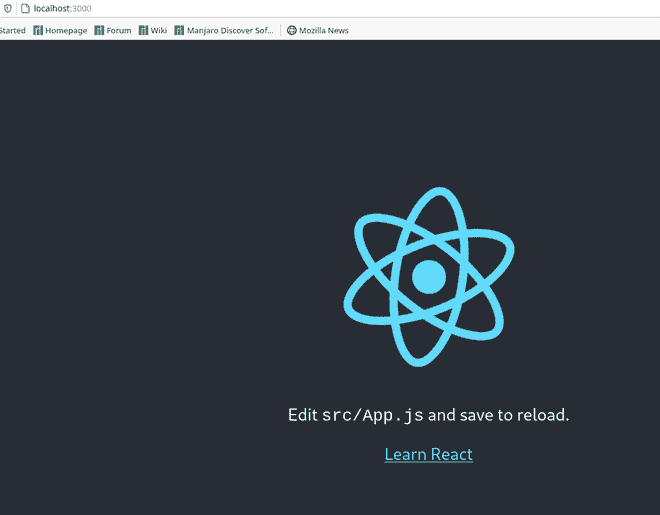 localhost:3000
Started Homepage Forum Wiki Manjaro Discover Sof... Mozilla News
Edit src/App.js and save to reload.
Learn React